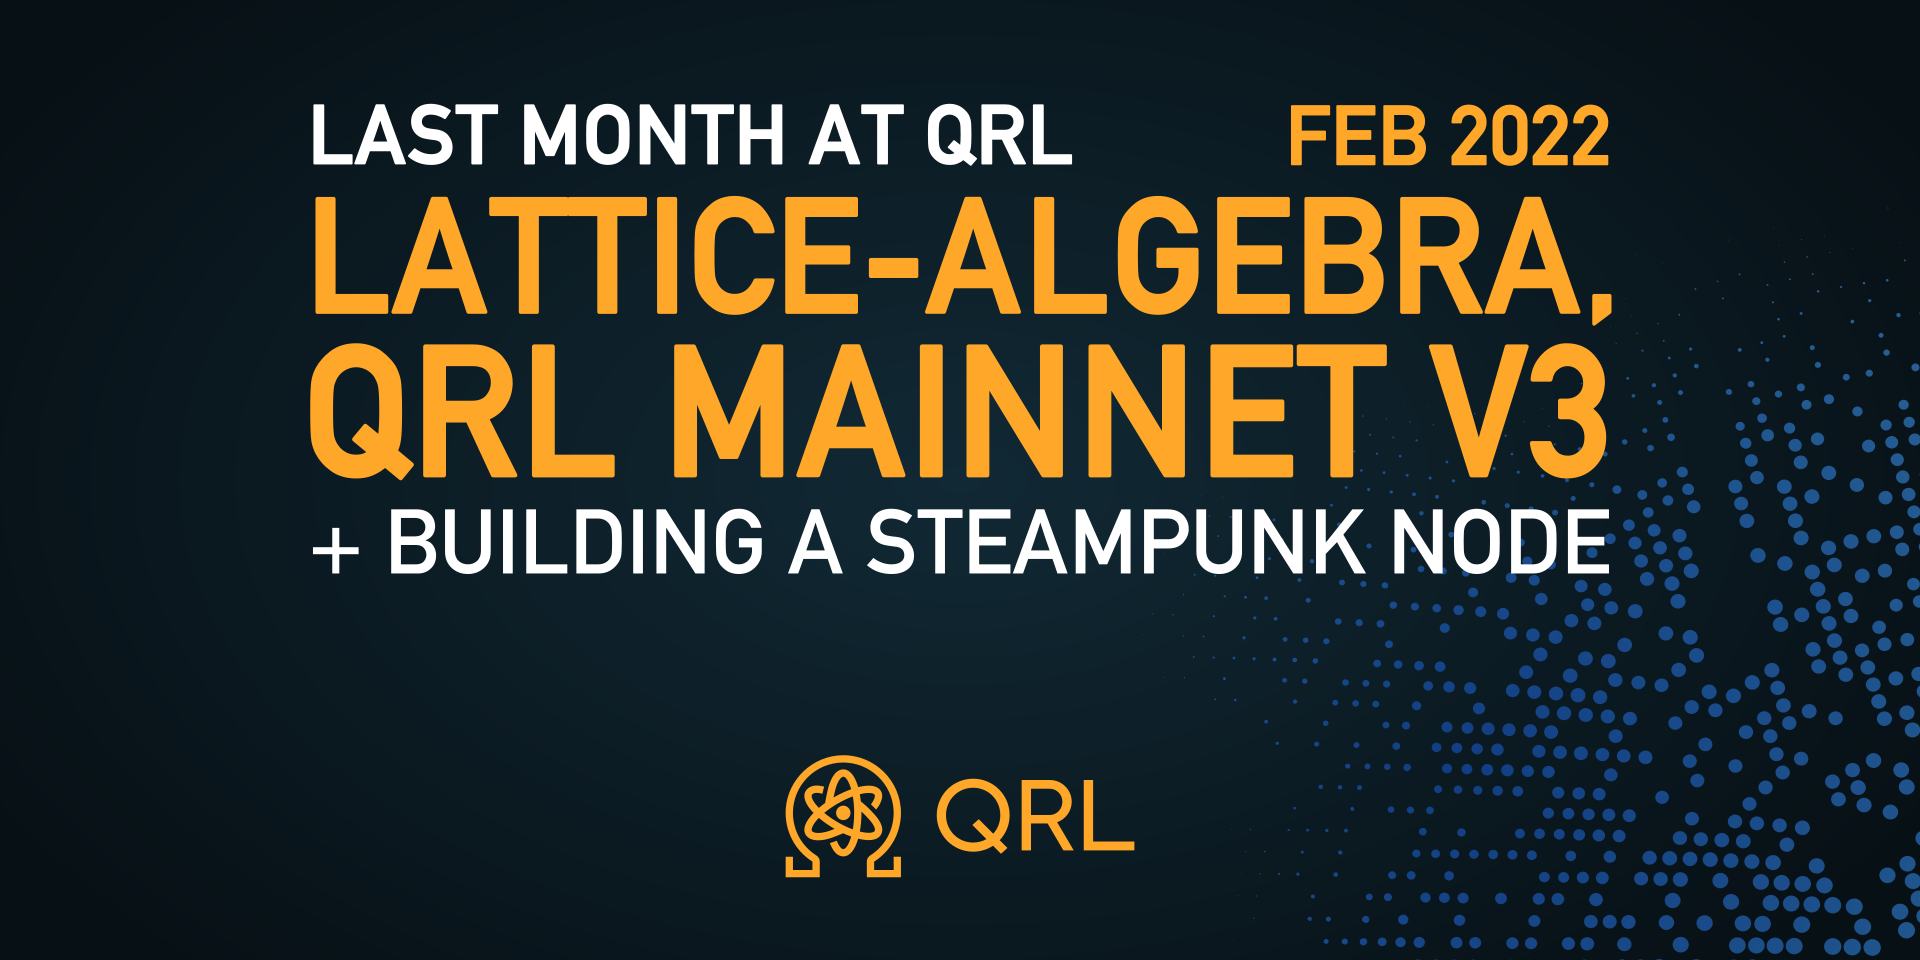 LAST MONTH AT QRL FEB 2022
LATTICE-ALGEBRA,
QRL MAINNET V3
+ BUILDING A STEAMPUNK NODE
QRL